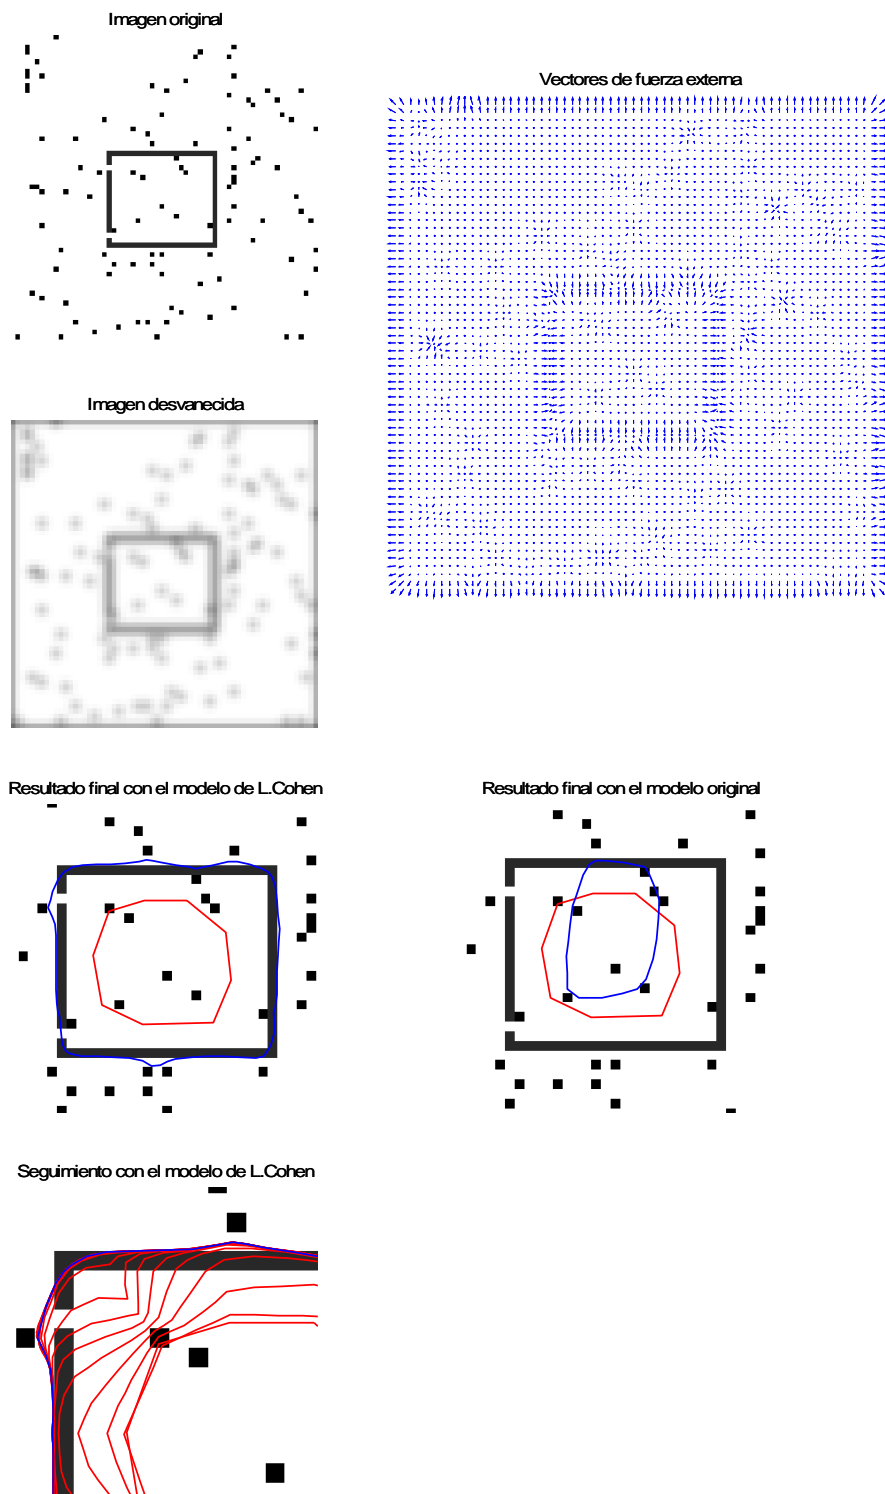 Imagen original
Vectores de fuerza externa
Imagen desvanecida
Resultado final con el modelo de L.Cohen
Resultado final con el modelo original
Seguimiento con el modelo de L.Cohen